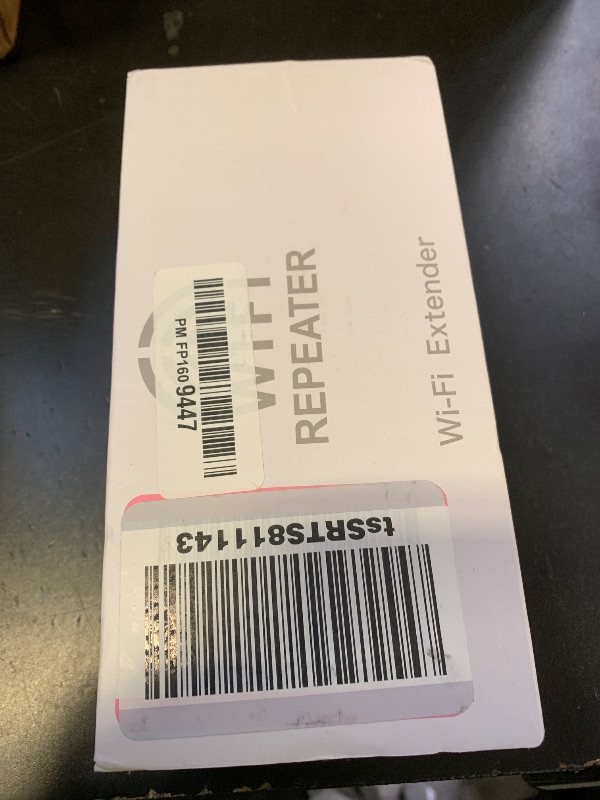 WIFI
REPEATER
Wi-Fi Extender
PM FP160 9447
tsSRTS811143